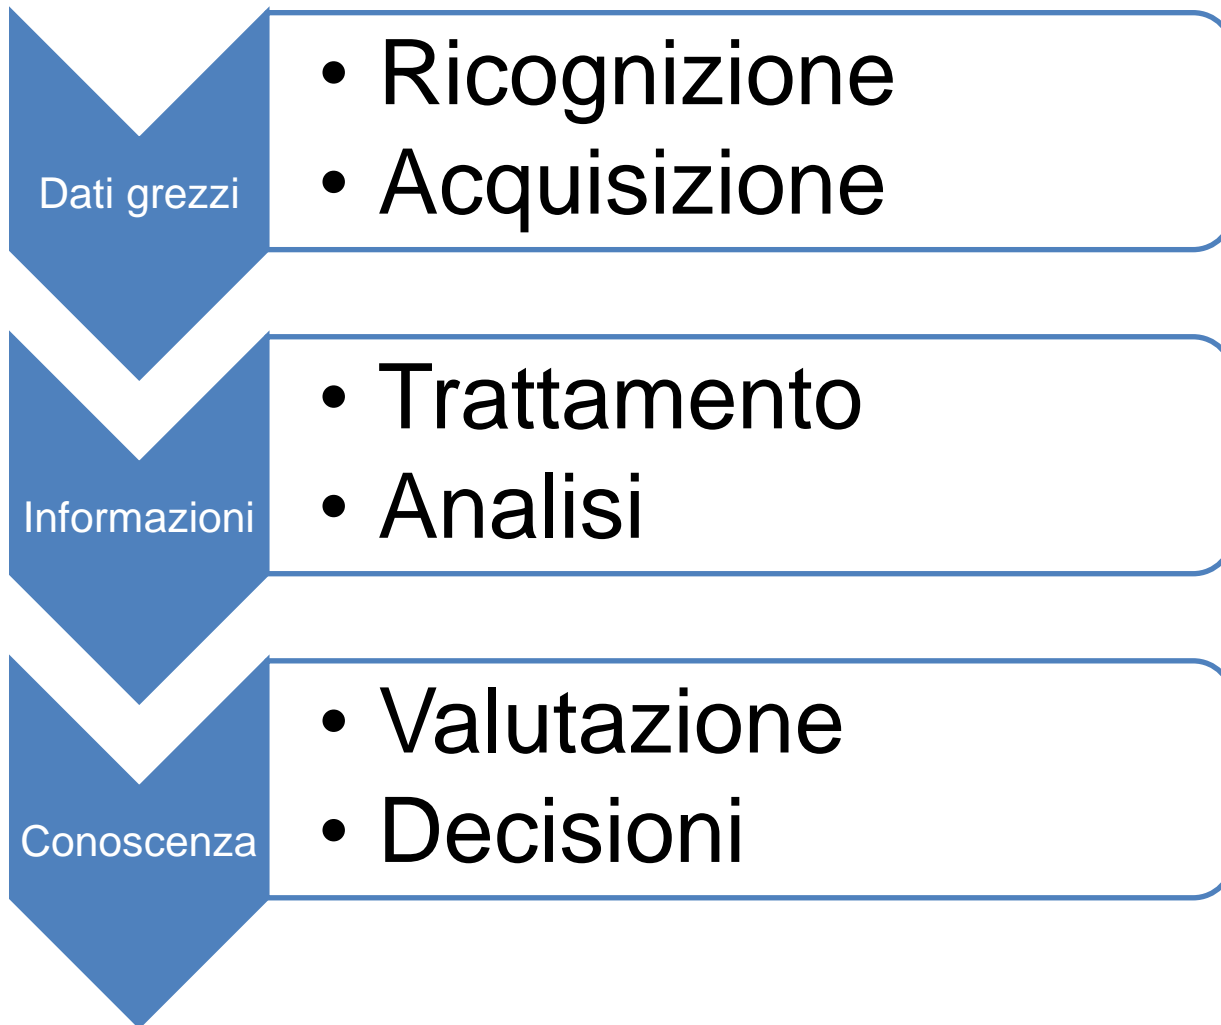 Dati grezzi
• Ricognizione
• Acquisizione
Informazioni
• Trattamento
• Analisi
Conoscenza
• Valutazione
• Decisioni